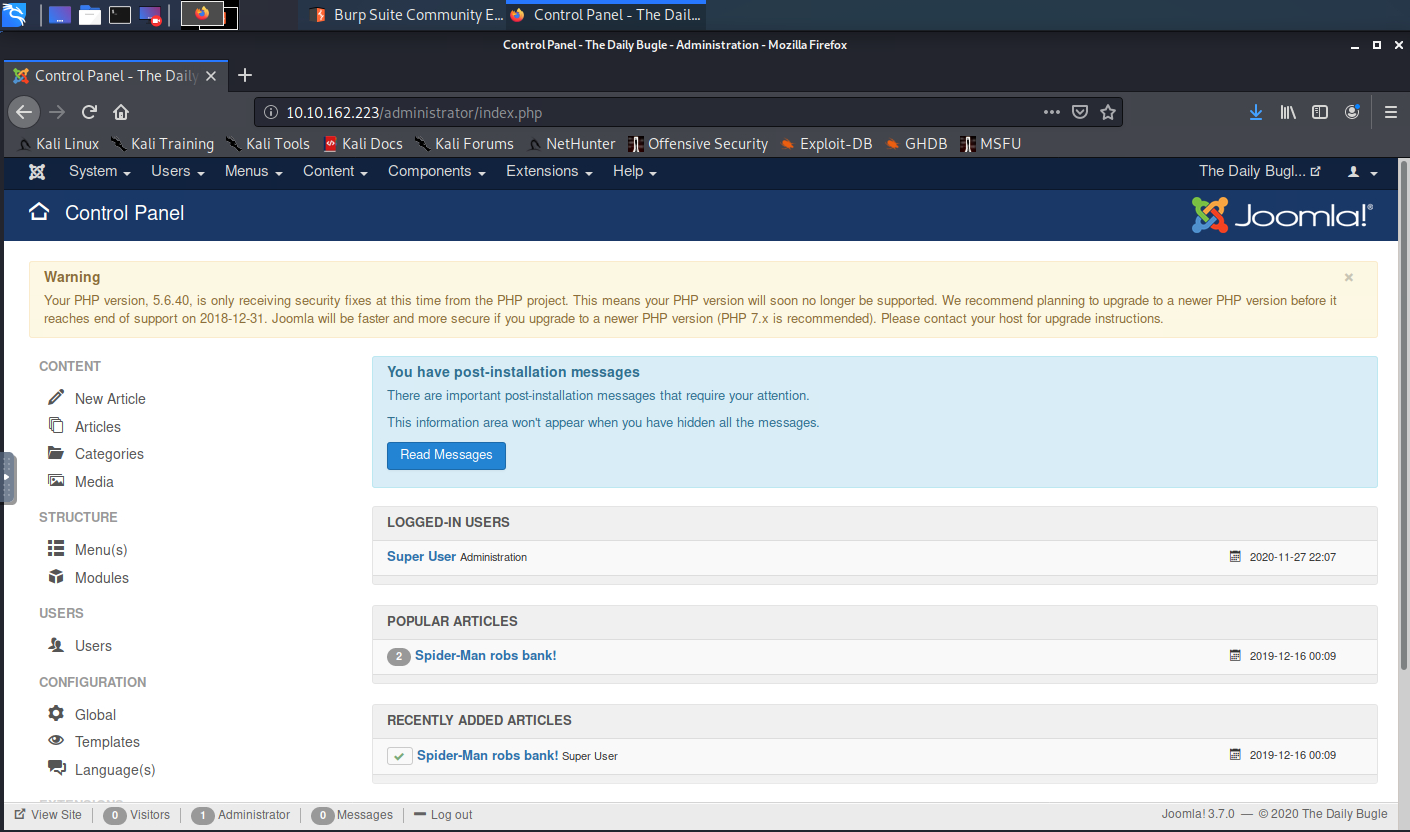 Burp Suite Community E...
Control Panel - The Dail...
Control Panel - The Daily Bugle - Administration - Mozilla Firefox
Control Panel - The Daily
10.10.162.223/administrator/index.php
Kali Linux Kali Training Kali Tools Kali Docs Kali Forums NetHunter Offensive Security Exploit-DB GHDB MSFU
System Users Menus Content Components Extensions Help The Daily Bugl...
Control Panel
Joomla!®
Warning
Your PHP version, 5.6.40, is only receiving security fixes at this time from the PHP project. This means your PHP version will soon no longer be supported. We recommend planning to upgrade to a newer PHP version before it
reaches end of support on 2018-12-31. Joomla will be faster and more secure if you upgrade to a newer PHP version (PHP 7.x is recommended). Please contact your host for upgrade instructions.
CONTENT
New Article
Articles
Categories
Media
STRUCTURE
Menu(s)
Modules
USERS
Users
CONFIGURATION
Global
Templates
Language(s)
You have post-installation messages
There are important post-installation messages that require your attention.
This information area won't appear when you have hidden all the messages.
Read Messages
LOGGED-IN USERS
Super User Administration 2020-11-27 22:07
POPULAR ARTICLES
2 Spider-Man robs bank! 2019-12-16 00:09
RECENTLY ADDED ARTICLES
Spider-Man robs bank! Super User 2019-12-16 00:09
View Site 0 Visitors 1 Administrator 0 Messages Log out
Joomla! 3.7.0 — © 2020 The Daily Bugle